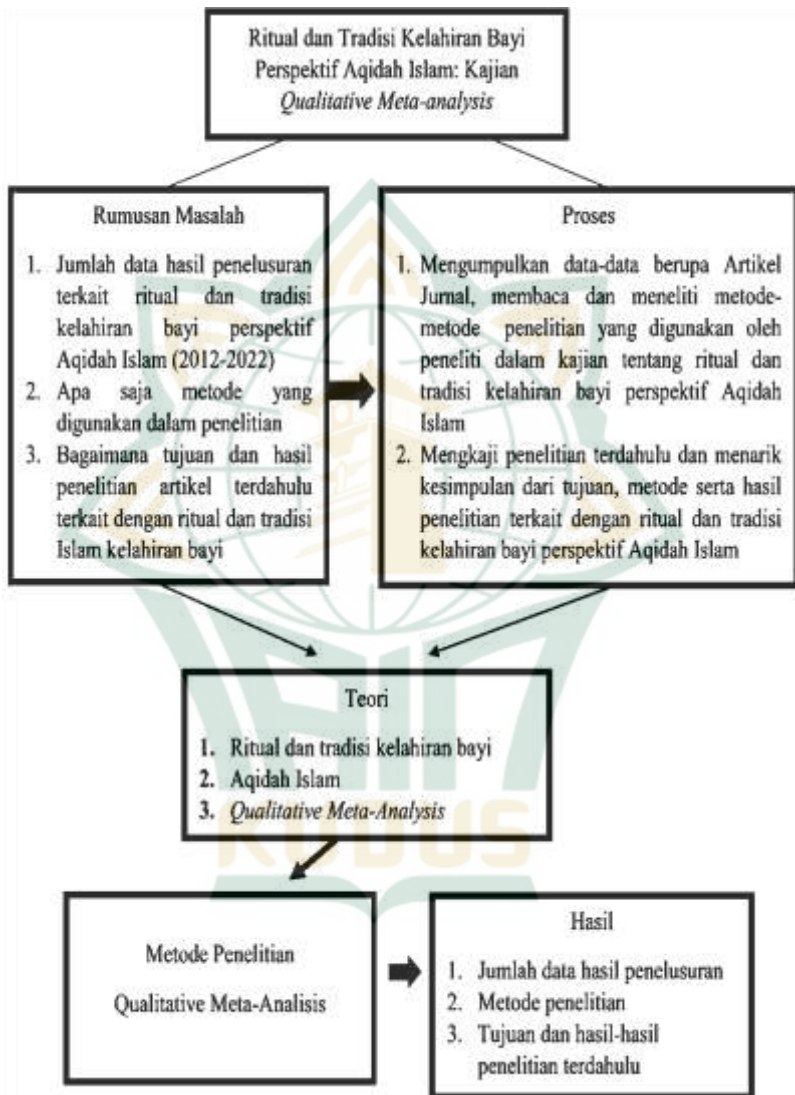 Ritual dan Tradisi Kelahiran Bayi
Perspektif Aqidah Islam: Kajian
Qualitative Meta-analysis
Rumusan Masalah
1. Jumlah data hasil penelusuran
terkait ritual dan tradisi
kelahiran bayi perspektif
Aqidah Islam (2012-2022)
2. Apa saja metode yang
digunakan dalam penelitian
3. Bagaimana tujuan dan hasil
penelitian artikel terdahulu
terkait dengan ritual dan tradisi
Islam kelahiran bayi
Proses
1. Mengumpulkan data-data berupa Artikel
Jurnal, membaca dan meneliti metode-
metode penelitian yang digunakan oleh
peneliti dalam kajian tentang ritual dan
tradisi kelahiran bayi perspektif Aqidah
Islam
2. Mengkaji penelitian terdahulu dan menarik
kesimpulan dari tujuan, metode serta hasil
penelitian terkait dengan ritual dan tradisi
kelahiran bayi perspektif Aqidah Islam
Teori
1. Ritual dan tradisi kelahiran bayi
2. Aqidah Islam
3. Qualitative Meta-Analysis
IAIN
KUDUS
Metode Penelitian
Qualitative Meta-Analisis
Hasil
1. Jumlah data hasil penelusuran
2. Metode penelitian
3. Tujuan dan hasil-hasil
penelitian terdahulu